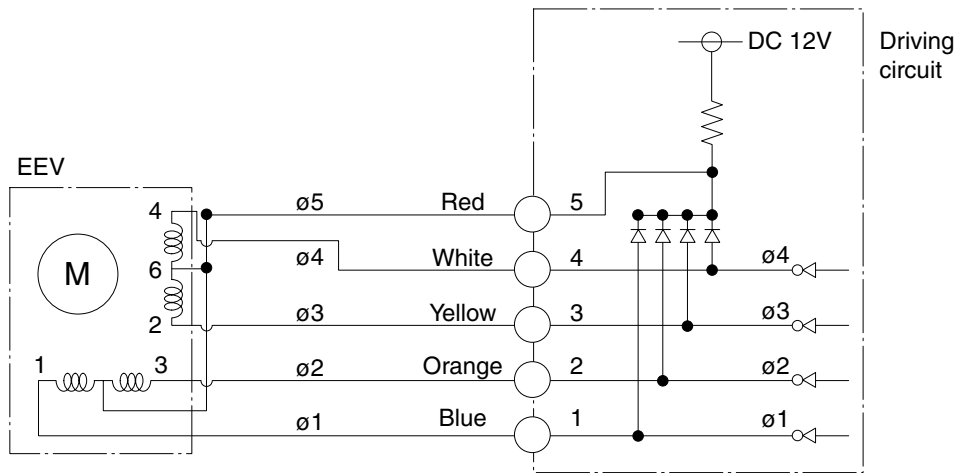 DC 12V
Driving
circuit
EEV
M
4
6
2
1
3
ø5
Red
5
ø4
White
4
ø4
ø3
Yellow
3
ø3
ø2
Orange
2
ø2
ø1
Blue
1
ø1